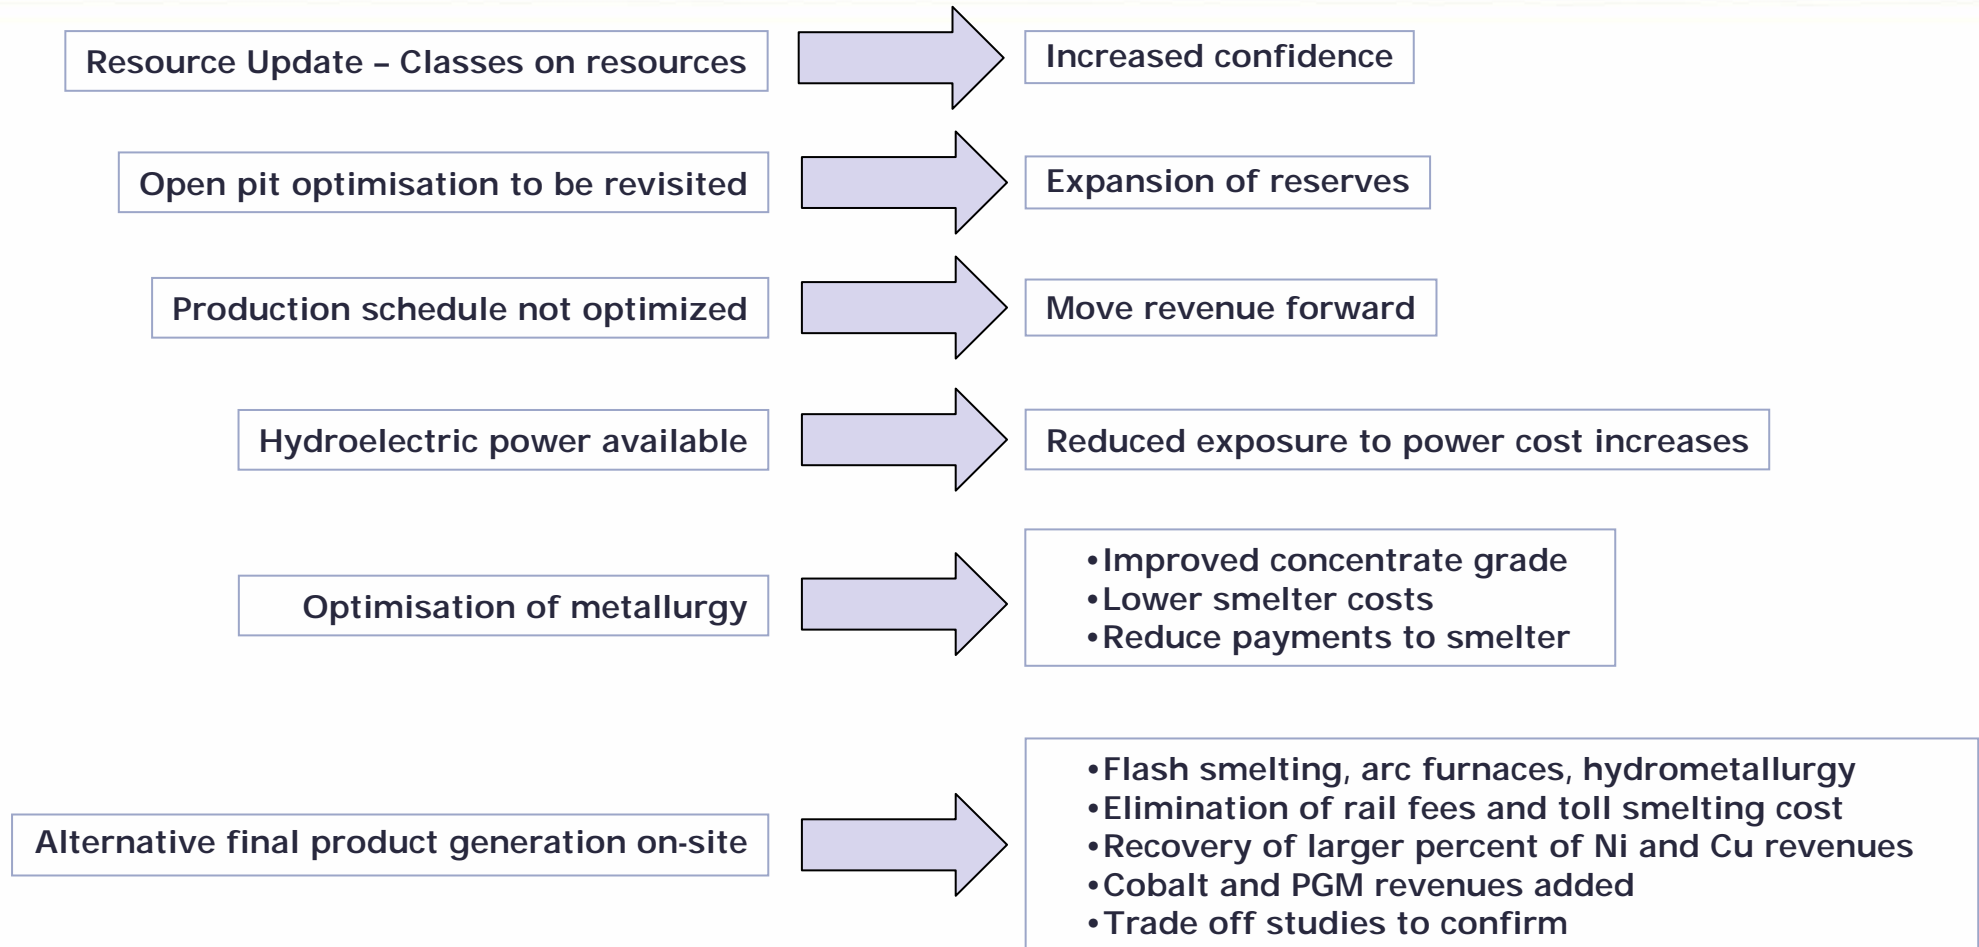 Resource Update – Classes on resources
Increased confidence
Open pit optimisation to be revisited
Expansion of reserves
Production schedule not optimized
Move revenue forward
Hydroelectric power available
Reduced exposure to power cost increases
Optimisation of metallurgy
•Improved concentrate grade
•Lower smelter costs
•Reduce payments to smelter
Alternative final product generation on-site
•Flash smelting, arc furnaces, hydrometallurgy
•Elimination of rail fees and toll smelting cost
•Recovery of larger percent of Ni and Cu revenues
•Cobalt and PGM revenues added
•Trade off studies to confirm